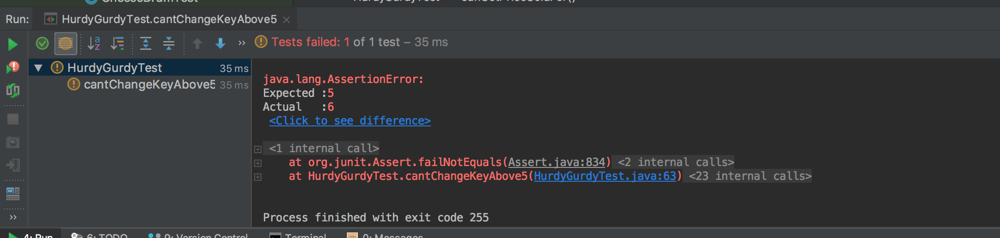 CheeseDrumTest
Run: HurdyGurdyTest.cantChangeKeyAbove5
Tests failed: 1 of 1 test – 35 ms
HurdyGurdyTest 35 ms
cantChangeKeyAbove5 35 ms
java.lang.AssertionError:
Expected :5
Actual :6
<Click to see difference>
<1 internal call>
at org.junit.Assert.failNotEquals(Assert.java:834) <2 internal calls>
at HurdyGurdyTest.cantChangeKeyAbove5(HurdyGurdyTest.java:63) <23 internal calls>
Process finished with exit code 255
4: Run 6: TODO 9: Version Control Terminal 0: Messages